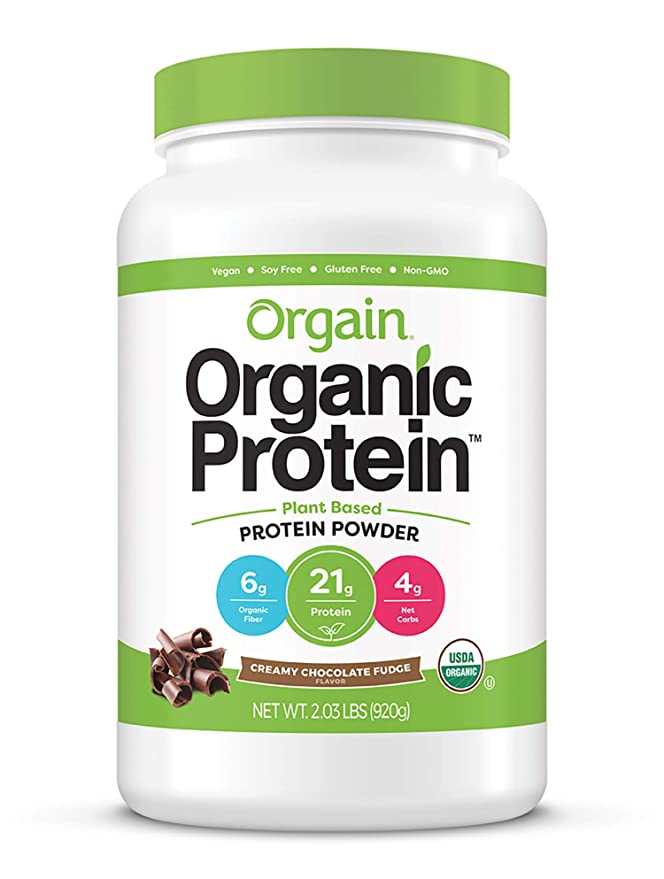 Vegan • Soy Free • Gluten Free • Non-GMO
Orgain®
Organic
Protein™
Plant Based
PROTEIN POWDER
6g
Organic
Fiber
21g
Protein
4g
Net
Carbs
CREAMY CHOCOLATE FUDGE
FLAVOR
USDA
ORGANIC
U
NET WT. 2.03 LBS (920g)